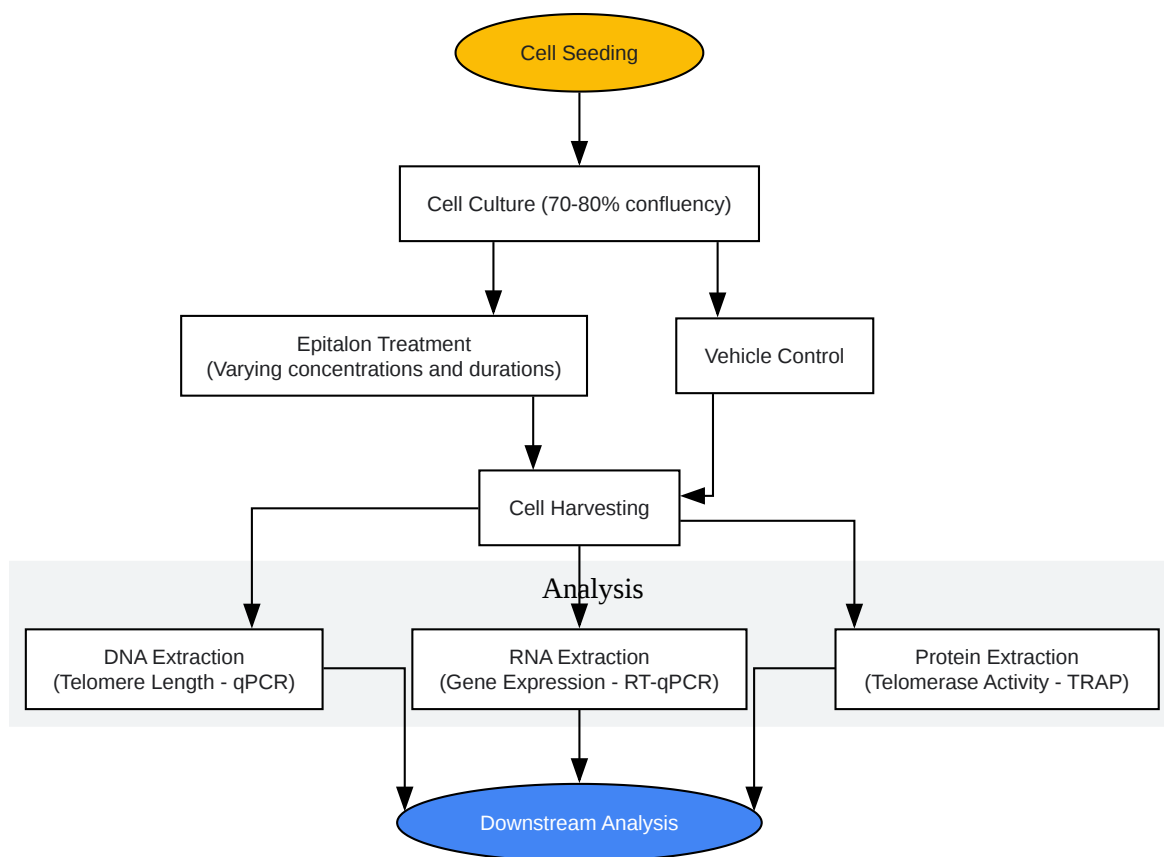 Cell Seeding
Cell Culture (70-80% confluency)
Epitalon Treatment
(Varying concentrations and durations)
Vehicle Control
Cell Harvesting
Analysis
DNA Extraction
(Telomere Length - qPCR)
RNA Extraction
(Gene Expression - RT-qPCR)
Protein Extraction
(Telomerase Activity - TRAP)
Downstream Analysis